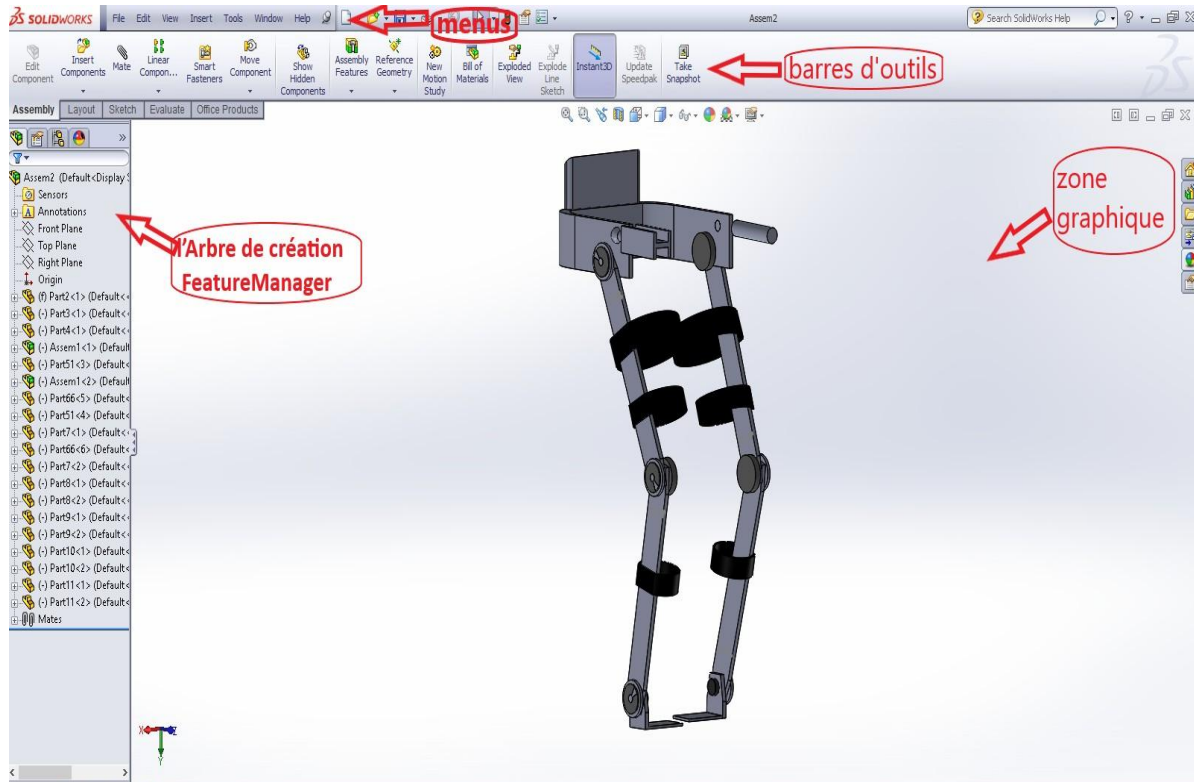 SOLIDWORKS File Edit View Insert Tools Window Help
menus
Assem2
Search SolidWorks Help
Edit Component
Insert Components
Mate
Linear Compon...
Smart Fasteners
Move Component
Show Hidden Components
Assembly Features
Reference Geometry
New Motion Study
Bill of Materials
Exploded View
Explode Line Sketch
Instant3D
Update Speedpak
Take Snapshot
barres d'outils
Assembly Layout Sketch Evaluate Office Products
zone
graphique
l'Arbre de création
FeatureManager
Assem2 (Default<Display S
Sensors
Annotations
Front Plane
Top Plane
Right Plane
Origin
(f) Part2<1> (Default<
(-) Part3<1> (Default<
(-) Part4<1> (Default<
(-) Assem1<1> (Default
(-) Part51<3> (Default<
(-) Assem1<2> (Default
(-) Part66<5> (Default<
(-) Part51<4> (Default<
(-) Part7<1> (Default<
(-) Part66<6> (Default<
(-) Part7<2> (Default<
(-) Part8<1> (Default<
(-) Part8<2> (Default<
(-) Part9<1> (Default<
(-) Part9<2> (Default<
(-) Part10<1> (Default<
(-) Part10<2> (Default<
(-) Part11<1> (Default<
(-) Part11<2> (Default<
Mates
X
Z
Y